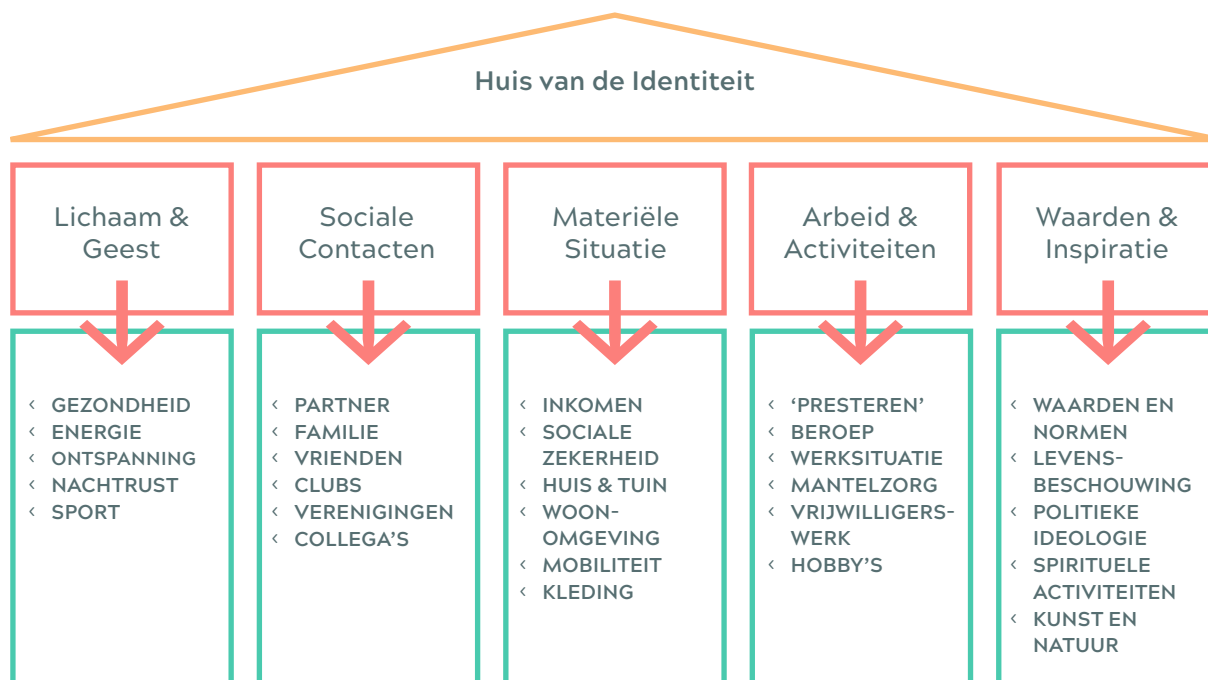 Huis van de Identiteit
Lichaam &
Geest
‹ GEZONDHEID
‹ ENERGIE
‹ ONTSPANNING
‹ NACHTRUST
‹ SPORT
Sociale
Contacten
‹ PARTNER
‹ FAMILIE
‹ VRIENDEN
‹ CLUBS
‹ VERENIGINGEN
‹ COLLEGA’S
Materiële
Situatie
‹ INKOMEN
‹ SOCIALE
ZEKERHEID
‹ HUIS & TUIN
‹ WOON-
OMGEVING
‹ MOBILITEIT
‹ KLEDING
Arbeid &
Activiteiten
‹ ‘PRESTEREN’
‹ BEROEP
‹ WERKSITUATIE
‹ MANTELZORG
‹ VRIJWILLIGERS-
WERK
‹ HOBBY’S
Waarden &
Inspiratie
‹ WAARDEN EN
NORMEN
‹ LEVENS-
BESCHOUWING
‹ POLITIEKE
IDEOLOGIE
‹ SPIRITUELE
ACTIVITEITEN
‹ KUNST EN
NATUUR